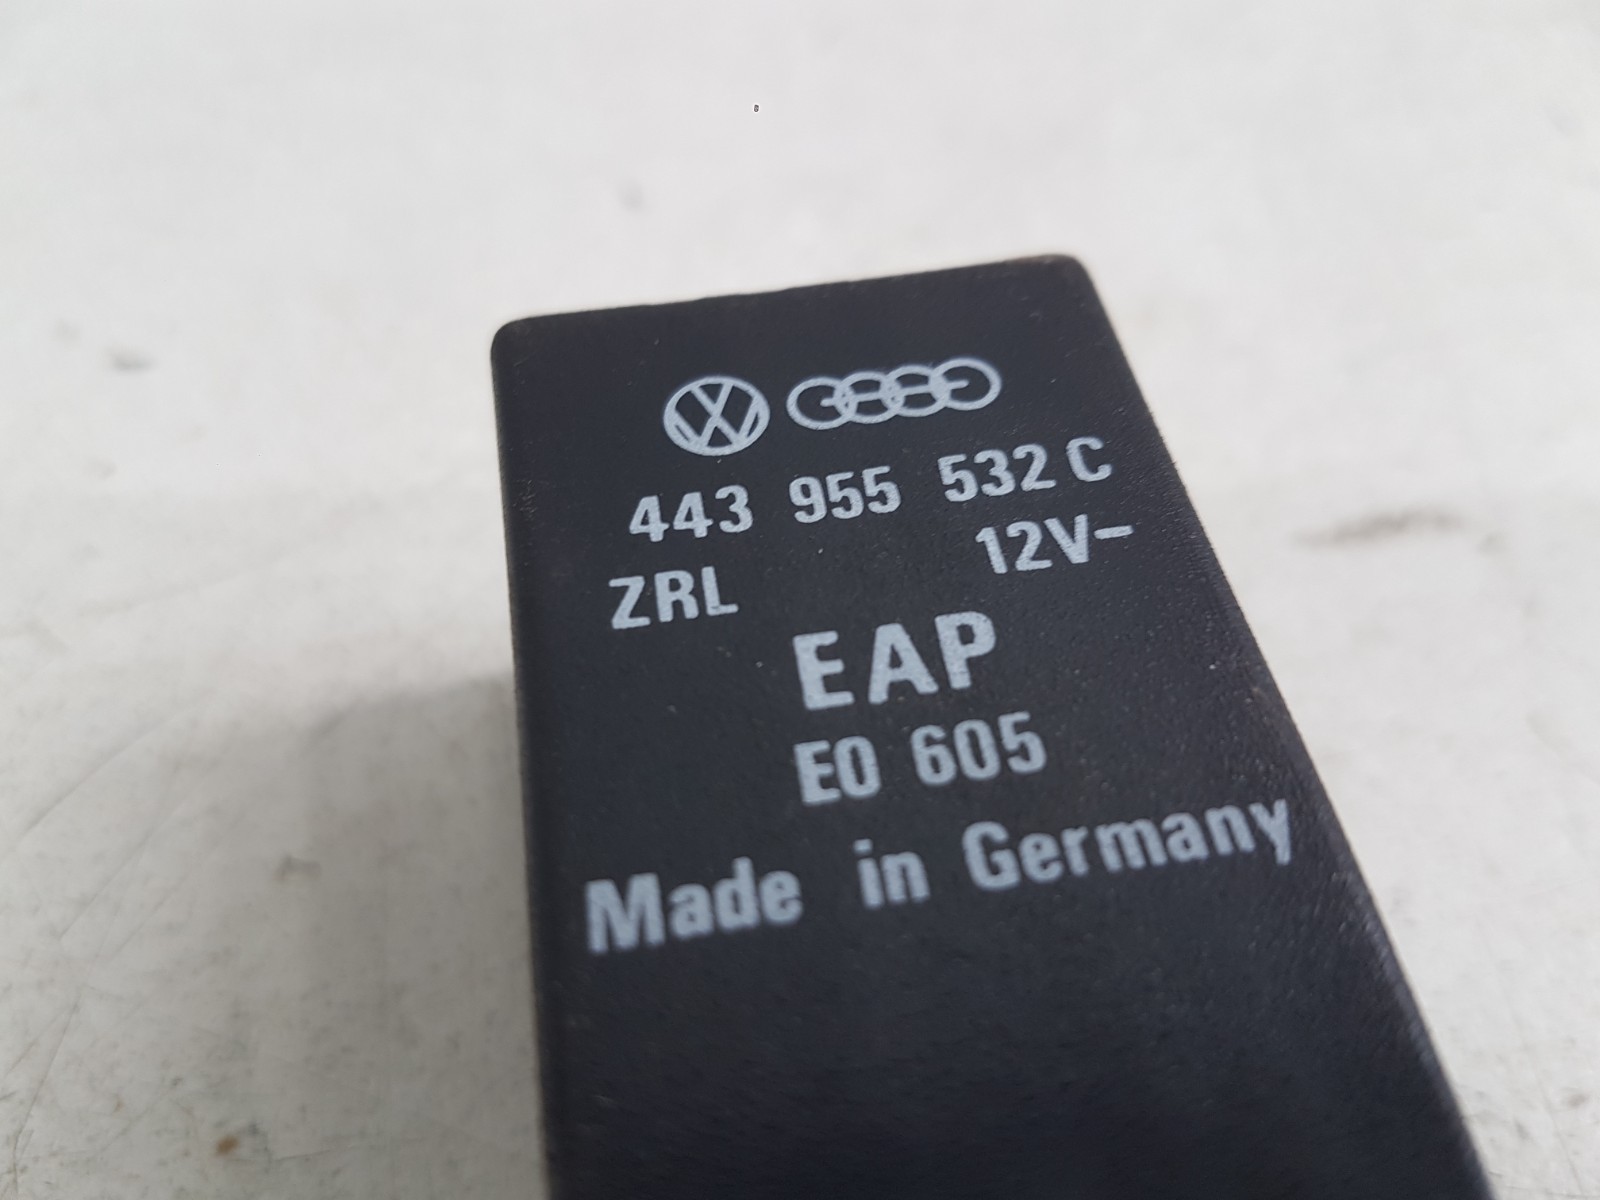 443 955 532 C
ZRL 12V-
EAP
E0 605
Made in Germany